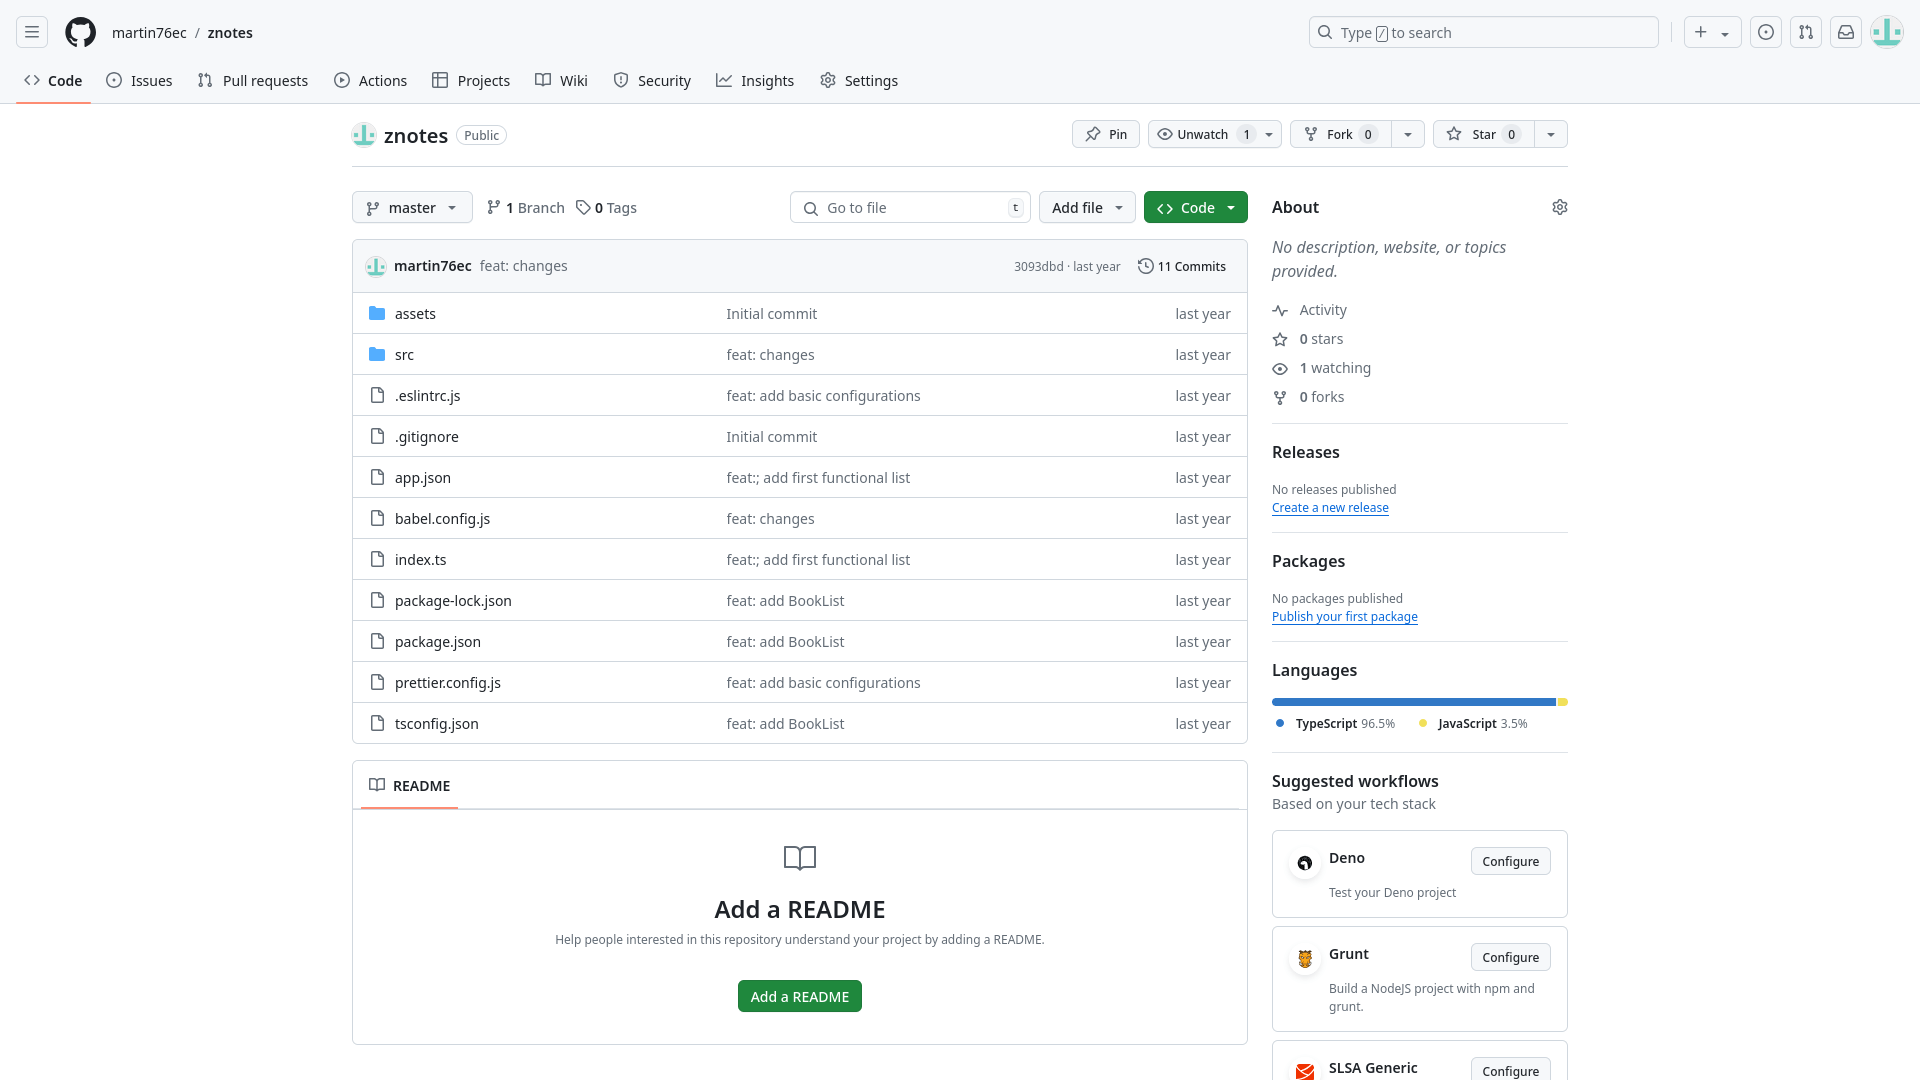 martin76ec / znotes
Type / to search
Code Issues Pull requests Actions Projects Wiki Security Insights Settings
znotes Public
Pin Unwatch 1 Fork 0 Star 0
master 1 Branch 0 Tags Go to file t Add file Code
martin76ec feat: changes 3093dbd · last year 11 Commits
assets Initial commit last year
src feat: changes last year
.eslintrc.js feat: add basic configurations last year
.gitignore Initial commit last year
app.json feat:; add first functional list last year
babel.config.js feat: changes last year
index.ts feat:; add first functional list last year
package-lock.json feat: add BookList last year
package.json feat: add BookList last year
prettier.config.js feat: add basic configurations last year
tsconfig.json feat: add BookList last year
README
Add a README
Help people interested in this repository understand your project by adding a README.
Add a README
About
No description, website, or topics
provided.
Activity
0 stars
1 watching
0 forks
Releases
No releases published
Create a new release
Packages
No packages published
Publish your first package
Languages
TypeScript 96.5% JavaScript 3.5%
Suggested workflows
Based on your tech stack
Deno Configure
Test your Deno project
Grunt Configure
Build a NodeJS project with npm and
grunt.
SLSA Generic Configure